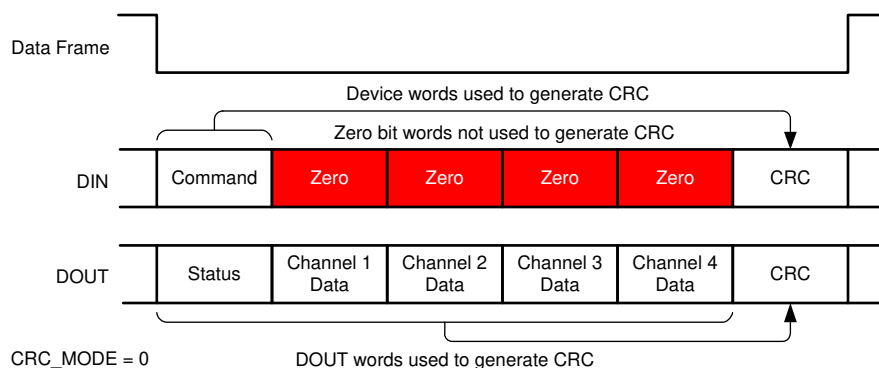 Data Frame
Device words used to generate CRC
Zero bit words not used to generate CRC
DIN Command Zero Zero Zero Zero CRC
DOUT Status Channel 1 Data Channel 2 Data Channel 3 Data Channel 4 Data CRC
CRC_MODE = 0 DOUT words used to generate CRC